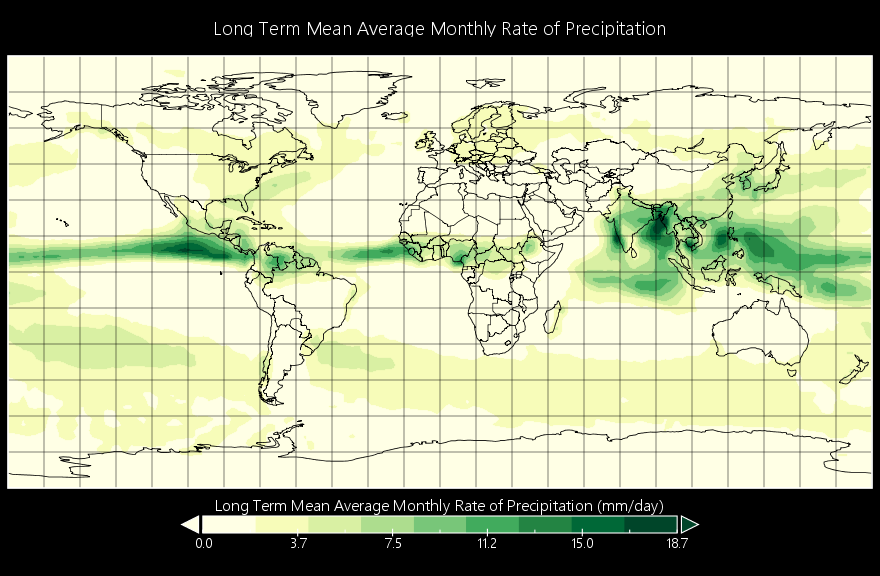 Long Term Mean Average Monthly Rate of Precipitation
Long Term Mean Average Monthly Rate of Precipitation (mm/day)
0.0 3.7 7.5 11.2 15.0 18.7